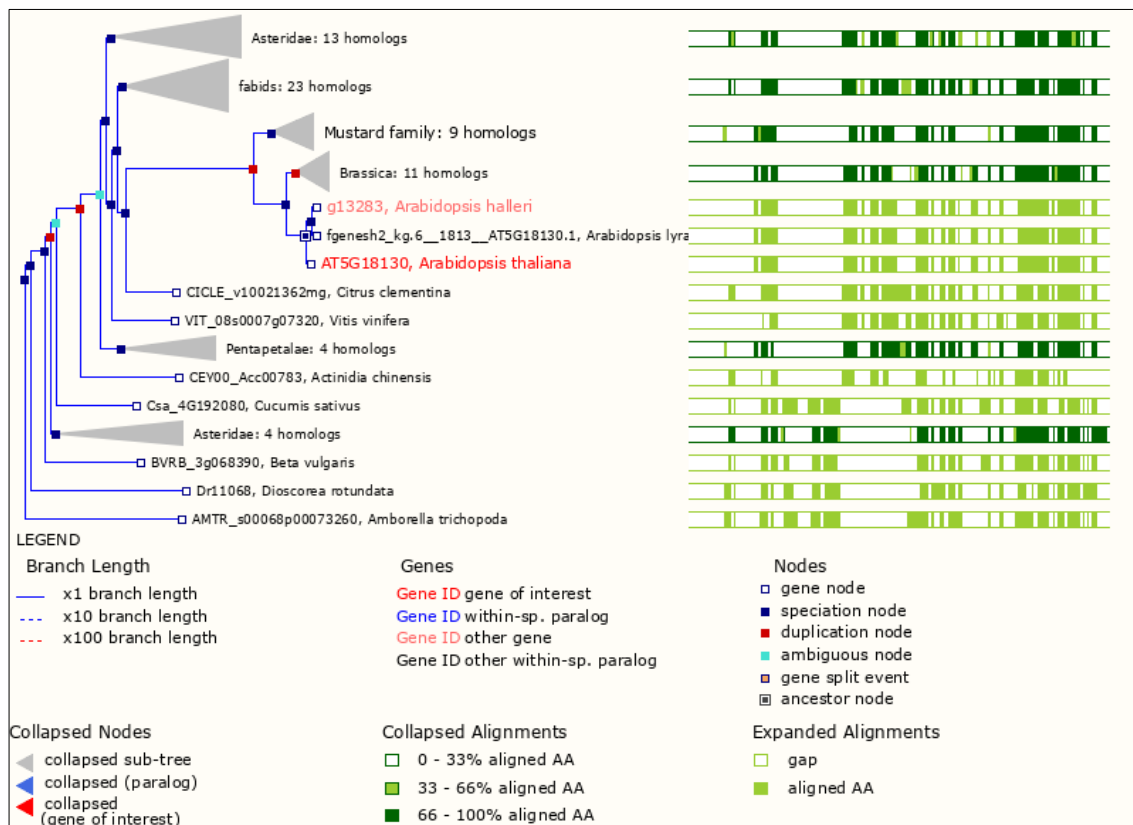 Asteridae: 13 homologs
fabids: 23 homologs
Mustard family: 9 homologs
Brassica: 11 homologs
g13283, Arabidopsis halleri
fgenesh2_kg.6__1813__AT5G18130.1, Arabidopsis lyra
AT5G18130, Arabidopsis thaliana
CICLE_v10021362mg, Citrus clementina
VIT_08s0007g07320, Vitis vinifera
Pentapetalae: 4 homologs
CEY00_Acc00783, Actinidia chinensis
Csa_4G192080, Cucumis sativus
Asteridae: 4 homologs
BVRB_3g068390, Beta vulgaris
Dr11068, Dioscorea rotundata
AMTR_s00068p00073260, Amborella trichopoda
LEGEND
Branch Length
x1 branch length
x10 branch length
x100 branch length
Genes
Gene ID gene of interest
Gene ID within-sp. paralog
Gene ID other gene
Gene ID other within-sp. paralog
Nodes
gene node
speciation node
duplication node
ambiguous node
gene split event
ancestor node
Collapsed Nodes
collapsed sub-tree
collapsed (paralog)
collapsed
(gene of interest)
Collapsed Alignments
0 - 33% aligned AA
33 - 66% aligned AA
66 - 100% aligned AA
Expanded Alignments
gap
aligned AA